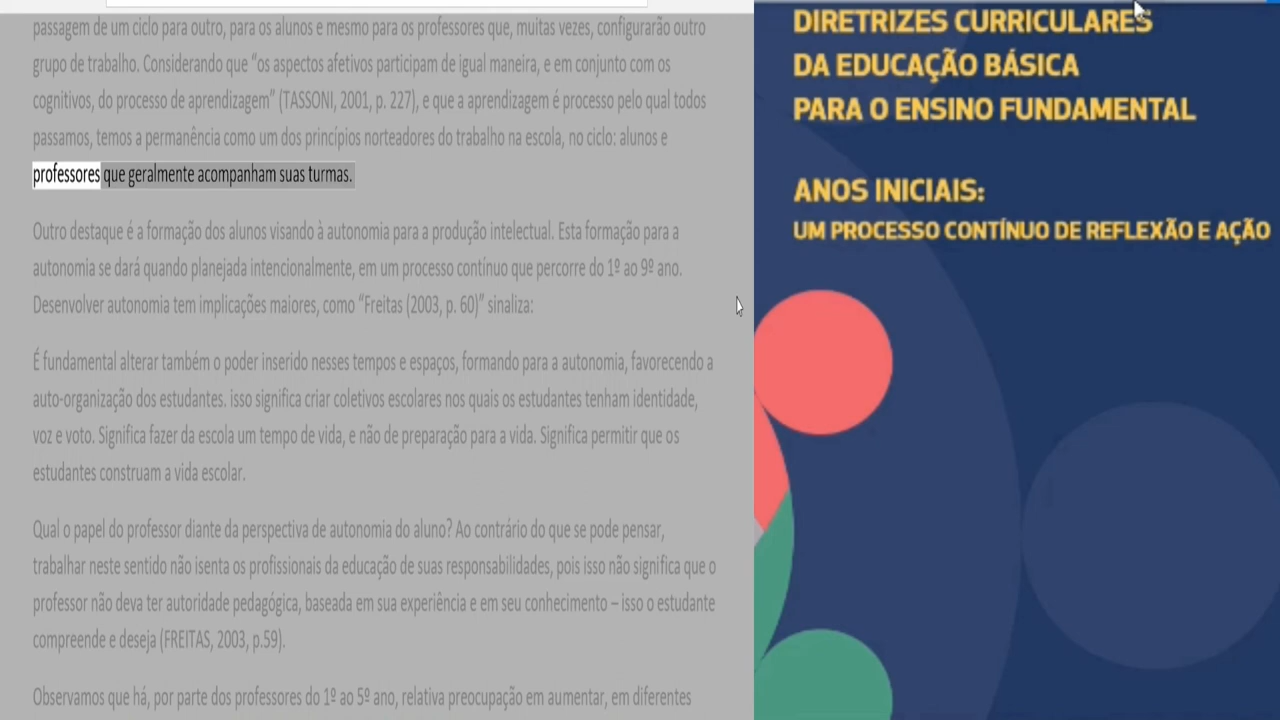 passagem de um ciclo para outro, para os alunos e mesmo para os professores que, muitas vezes, configurarão outro
grupo de trabalho. Considerando que “os aspectos afetivos participam de igual maneira, e em conjunto com os
cognitivos, do processo de aprendizagem” (TASSONI, 2001, p. 227), e que a aprendizagem é processo pelo qual todos
passamos, temos a permanência como um dos princípios norteadores do trabalho na escola, no ciclo: alunos e
professores que geralmente acompanham suas turmas.
Outro destaque é a formação dos alunos visando à autonomia para a produção intelectual. Esta formação para a
autonomia se dará quando planejada intencionalmente, em um processo contínuo que percorre do 1º ao 9º ano.
Desenvolver autonomia tem implicações maiores, como “Freitas (2003, p. 60)” sinaliza:
É fundamental alterar também o poder inserido nesses tempos e espaços, formando para a autonomia, favorecendo a
auto-organização dos estudantes. isso significa criar coletivos escolares nos quais os estudantes tenham identidade,
voz e voto. Significa fazer da escola um tempo de vida, e não de preparação para a vida. Significa permitir que os
estudantes construam a vida escolar.
Qual o papel do professor diante da perspectiva de autonomia do aluno? Ao contrário do que se pode pensar,
trabalhar neste sentido não isenta os profissionais da educação de suas responsabilidades, pois isso não significa que o
professor não deva ter autoridade pedagógica, baseada em sua experiência e em seu conhecimento – isso o estudante
compreende e deseja (FREITAS, 2003, p.59).
Observamos que há, por parte dos professores do 1º ao 5º ano, relativa preocupação em aumentar, em diferentes
DIRETRIZES CURRICULARES
DA EDUCAÇÃO BÁSICA
PARA O ENSINO FUNDAMENTAL
ANOS INICIAIS:
UM PROCESSO CONTÍNUO DE REFLEXÃO E AÇÃO